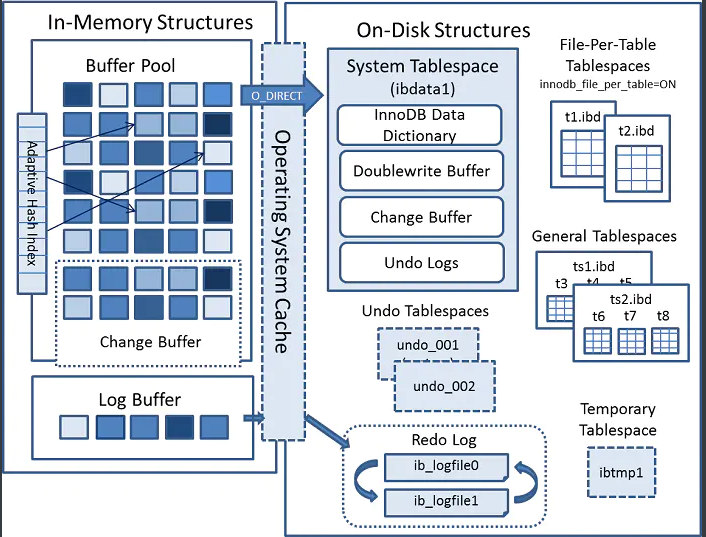 In-Memory Structures
Buffer Pool
Adaptive Hash Index
Change Buffer
Log Buffer
Operating System Cache
O_DIRECT
On-Disk Structures
System Tablespace
(ibdata1)
InnoDB Data
Dictionary
Doublewrite Buffer
Change Buffer
Undo Logs
File-Per-Table
Tablespaces
innodb_file_per_table=ON
t1.ibd
t2.ibd
General Tablespaces
ts1.ibd
t3 t4 t5
ts2.ibd
t6 t7 t8
Undo Tablespaces
undo_001
undo_002
Redo Log
ib_logfile0
ib_logfile1
Temporary
Tablespace
ibtmp1